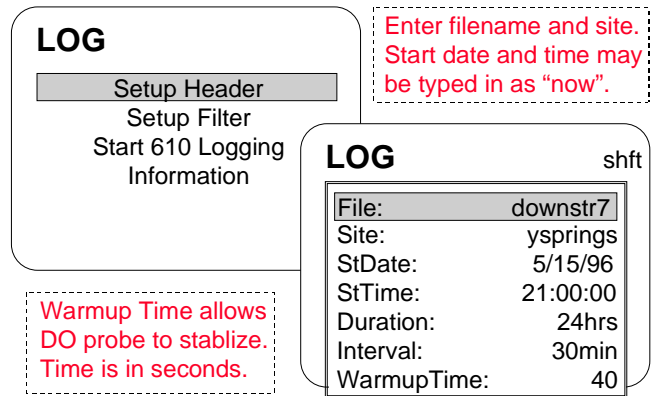 LOG
Setup Header
Setup Filter
Start 610 Logging
Information
Enter filename and site.
Start date and time may
be typed in as “now”.
LOG shft
File: downstr7
Site: ysprings
StDate: 5/15/96
StTime: 21:00:00
Duration: 24hrs
Interval: 30min
WarmupTime: 40
Warmup Time allows
DO probe to stablize.
Time is in seconds.